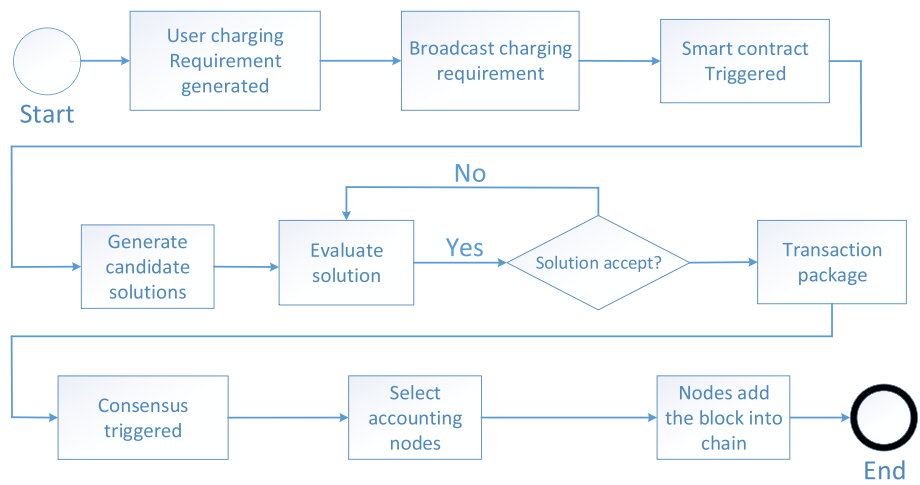 User charging
Requirement
generated
Broadcast charging
requirement
Smart contract
Triggered
Start
No
Generate
candidate
solutions
Evaluate
solution
Yes
Solution accept?
Transaction
package
Consensus
triggered
Select
accounting
nodes
Nodes add
the block into
chain
End